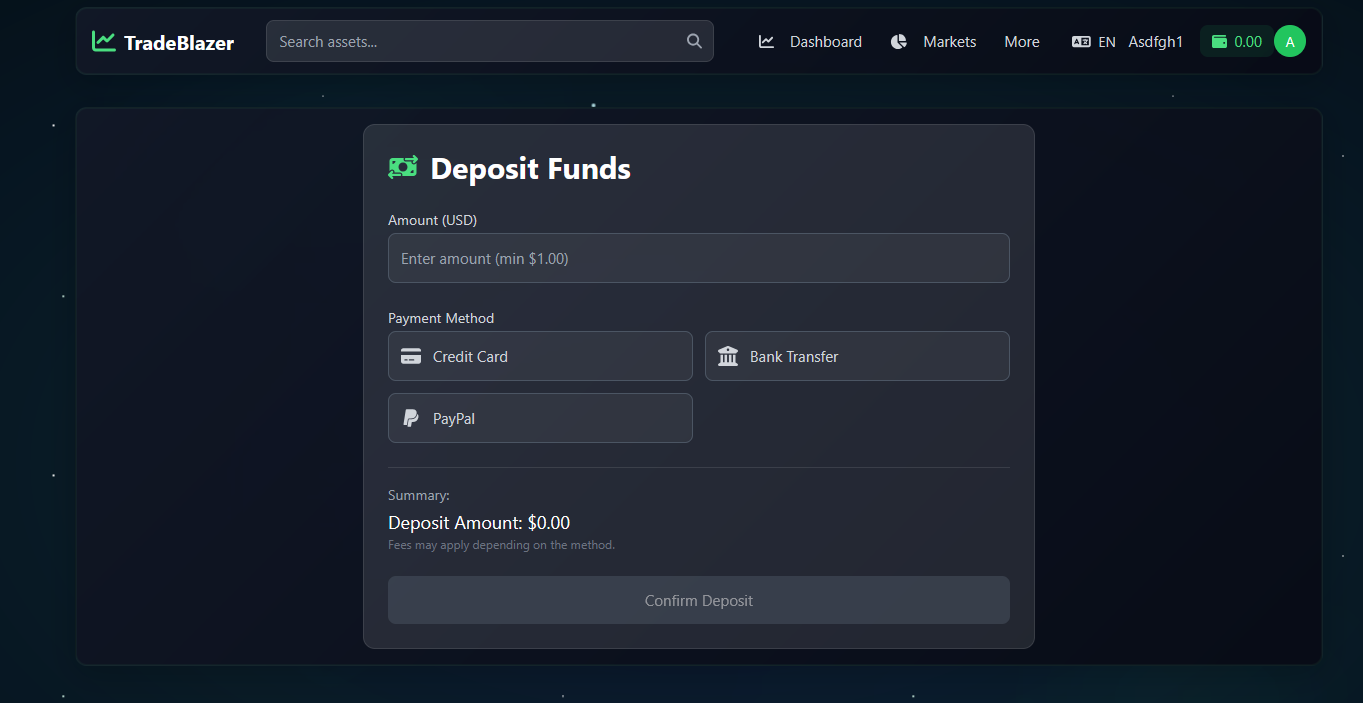 TradeBlazer Search assets... Dashboard Markets More EN Asdfgh1 0.00 A
Deposit Funds
Amount (USD)
Enter amount (min $1.00)
Payment Method
Credit Card Bank Transfer
PayPal
Summary:
Deposit Amount: $0.00
Fees may apply depending on the method.
Confirm Deposit